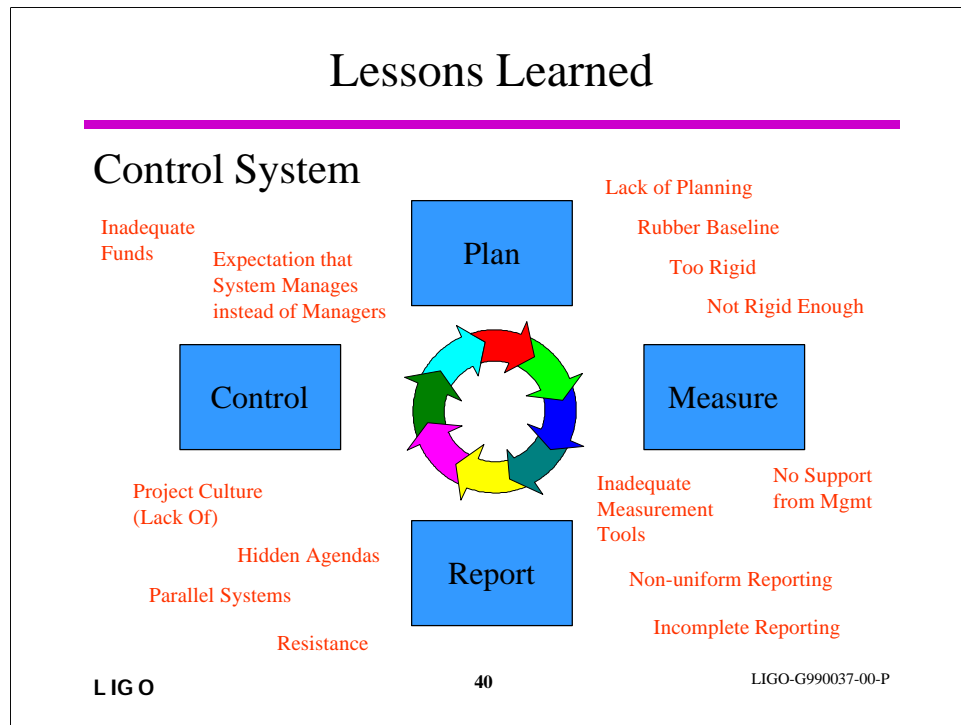 Lessons Learned
Control System
Lack of Planning
Rubber Baseline
Too Rigid
Not Rigid Enough
Inadequate
Funds
Expectation that
System Manages
instead of Managers
Plan
Control
Measure
Project Culture
(Lack Of)
Hidden Agendas
Parallel Systems
Resistance
Report
Inadequate
Measurement
Tools
No Support
from Mgmt
Non-uniform Reporting
Incomplete Reporting
LIGO
40
LIGO-G990037-00-P